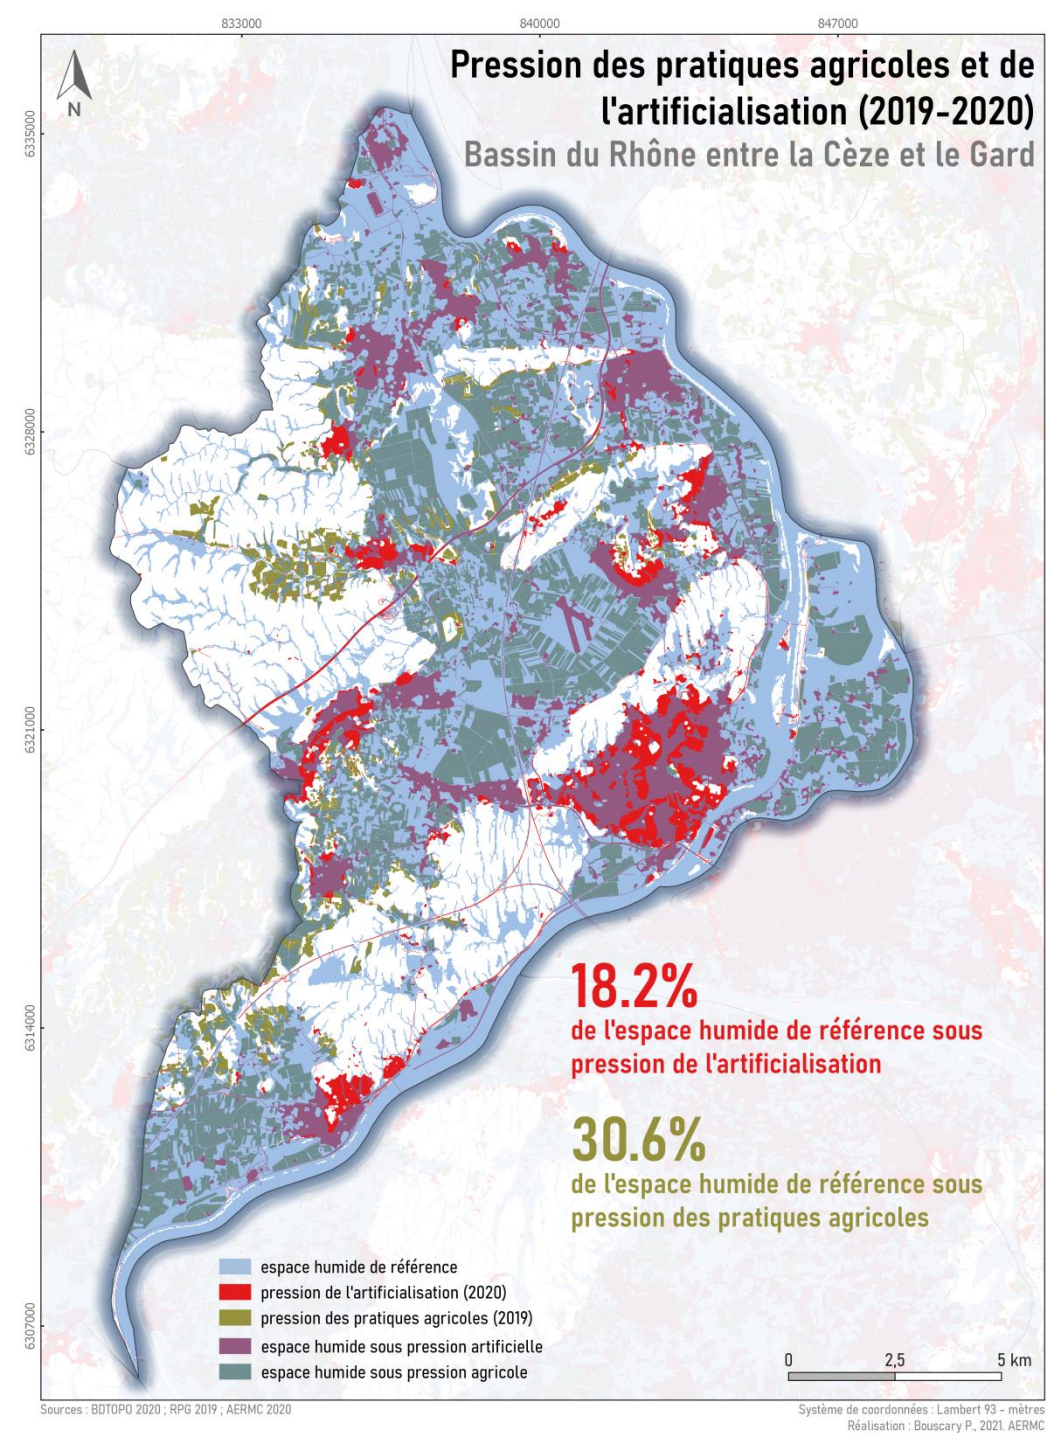 833000
840000
847000
Pression des pratiques agricoles et de
l'artificialisation (2019-2020)
Bassin du Rhône entre la Cèze et le Gard
N
6335000
6328000
6321000
6314000
6307000
18.2%
de l'espace humide de référence sous
pression de l'artificialisation
30.6%
de l'espace humide de référence sous
pression des pratiques agricoles
espace humide de référence
pression de l'artificialisation (2020)
pression des pratiques agricoles (2019)
espace humide sous pression artificielle
espace humide sous pression agricole
0 2,5 5 km
Sources : BDTOPO 2020 ; RPG 2019 ; AERMC 2020
Système de coordonnées : Lambert 93 - mètres
Réalisation : Bouscary P., 2021. AERMC